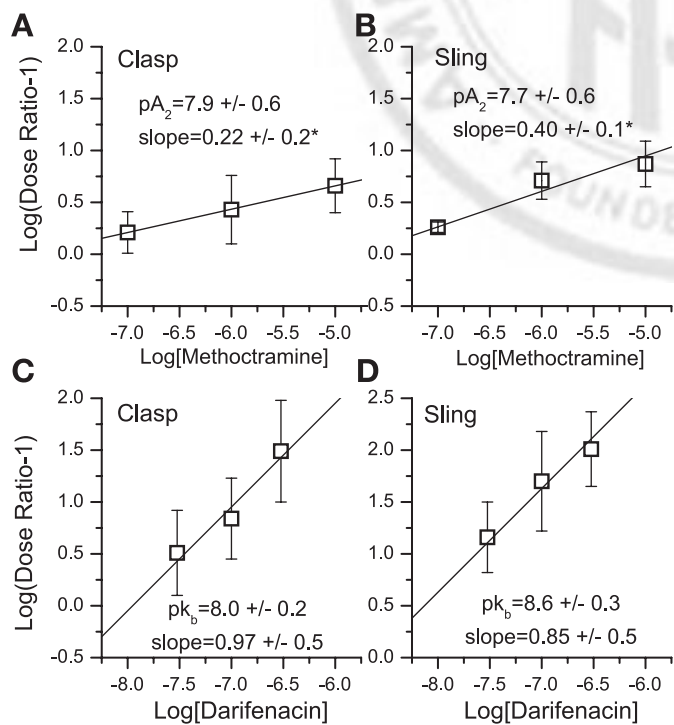 A
B
2.0
1.5
1.0
0.5
0.0
-0.5
Log(Dose Ratio-1)
Clasp
pA2=7.9 +/- 0.6
slope=0.22 +/- 0.2*
-7.0 -6.5 -6.0 -5.5 -5.0
Log[Methoctramine]
2.0
1.5
1.0
0.5
0.0
-0.5
Sling
pA2=7.7 +/- 0.6
slope=0.40 +/- 0.1*
-7.0 -6.5 -6.0 -5.5 -5.0
Log[Methoctramine]
C
D
2.0
1.5
1.0
0.5
0.0
-0.5
Log(Dose Ratio-1)
Clasp
pkb=8.0 +/- 0.2
slope=0.97 +/- 0.5
-8.0 -7.5 -7.0 -6.5 -6.0
Log[Darifenacin]
2.5
2.0
1.5
1.0
0.5
0.0
Sling
pkb=8.6 +/- 0.3
slope=0.85 +/- 0.5
-8.0 -7.5 -7.0 -6.5 -6.0
Log[Darifenacin]